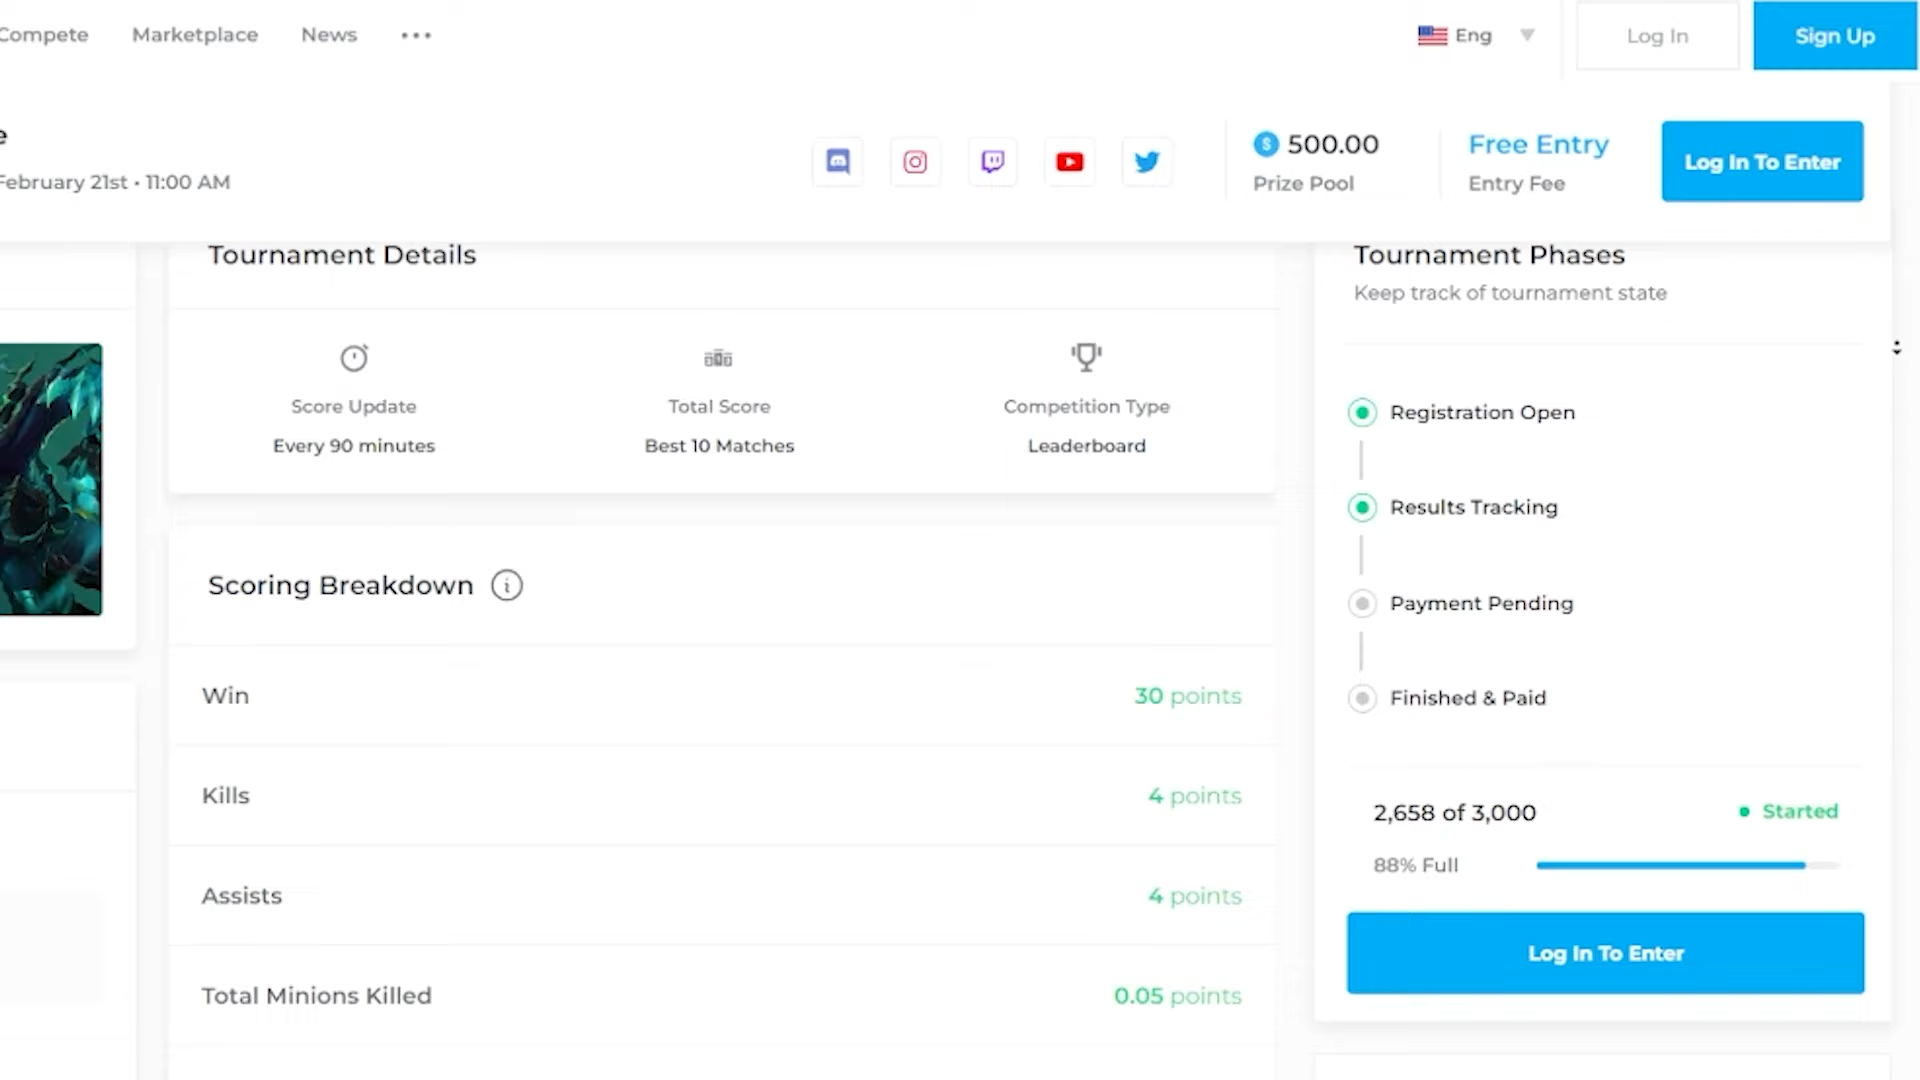 Compete
Marketplace
News
Eng
Log In
Sign Up
e
February 21st • 11:00 AM
500.00
Prize Pool
Free Entry
Entry Fee
Log In To Enter
Tournament Details
Score Update
Every 90 minutes
Total Score
Best 10 Matches
Competition Type
Leaderboard
Scoring Breakdown
Win
30 points
Kills
4 points
Assists
4 points
Total Minions Killed
0.05 points
Tournament Phases
Keep track of tournament state
Registration Open
Results Tracking
Payment Pending
Finished & Paid
2,658 of 3,000
Started
88% Full
Log In To Enter